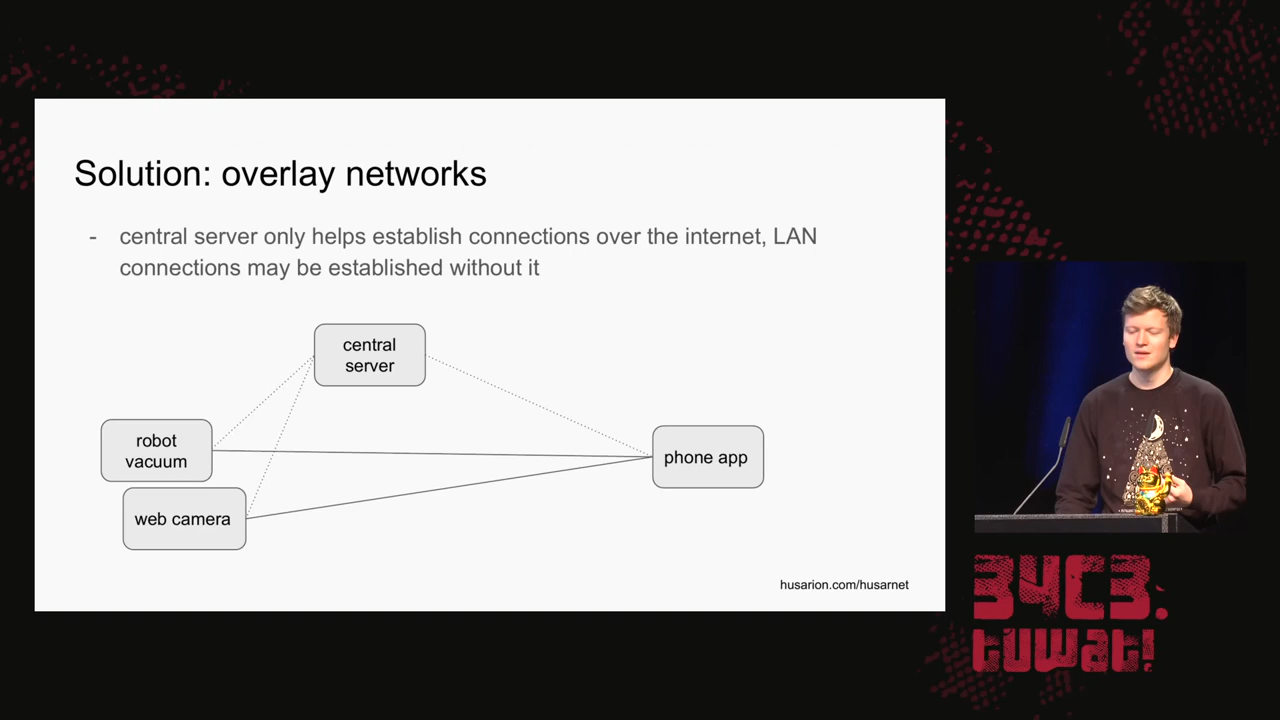 Solution: overlay networks
- central server only helps establish connections over the internet, LAN
connections may be established without it
central
server
robot
vacuum
phone app
web camera
husarion.com/husarnet
34C3.
tuwat!